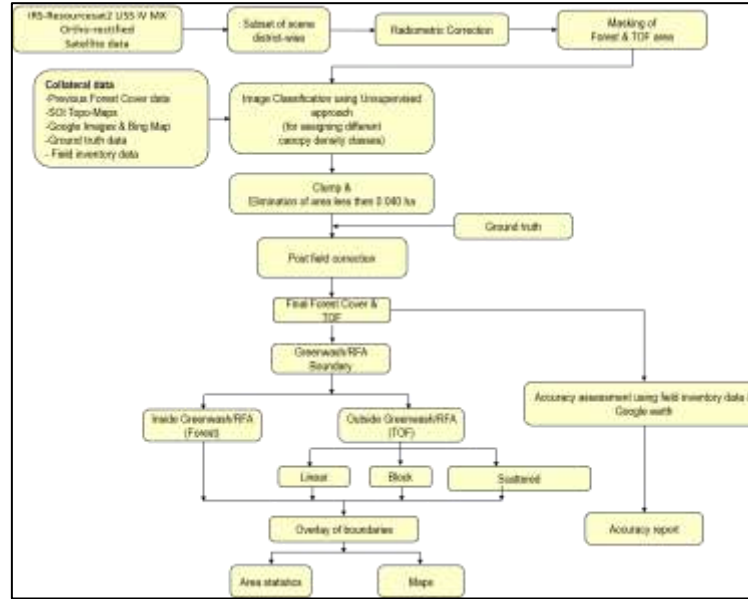 IRS-Resourcesat2 LISS IV MX
Ortho-rectified
Satellite data
Subset of scene
district-wise
Radiometric Correction
Masking of
Forest & TOF area
Collateral data
-Previous Forest Cover data
-SOI Topo-Maps
-Google Images & Bing Map
-Ground truth data
- Field inventory data
Image Classification using Unsupervised
approach
(for assigning different
canopy density classes)
Clump &
Elimination of area less then 0.040 ha
Ground truth
Post field correction
Final Forest Cover &
TOF
Greenwash/RFA
Boundary
Accuracy assessment using field inventory data
Google earth
Inside Greenwash/RFA
(Forest)
Outside Greenwash/RFA
(TOF)
Linear
Block
Scattered
Overlay of boundaries
Accuracy report
Area statistics
Maps